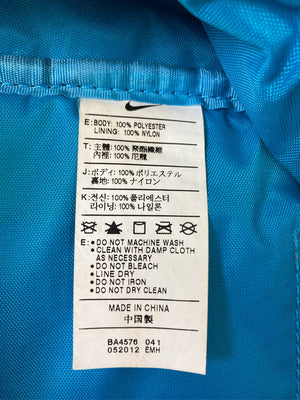 E: BODY: 100% POLYESTER
LINING: 100% NYLON
T: 主體: 100% 聚酯纖維
內裡: 100% 尼龍
J: ボディ: 100% ポリエステル
裏地: 100% ナイロン
K: 전신: 100% 폴리에스터
라이닝: 100% 나일론
E: • DO NOT MACHINE WASH
• CLEAN WITH DAMP CLOTH
AS NECESSARY
• DO NOT BLEACH
• LINE DRY
• DO NOT IRON
• DO NOT DRY CLEAN
MADE IN CHINA
中国製
BA4576 041
052012 EMH